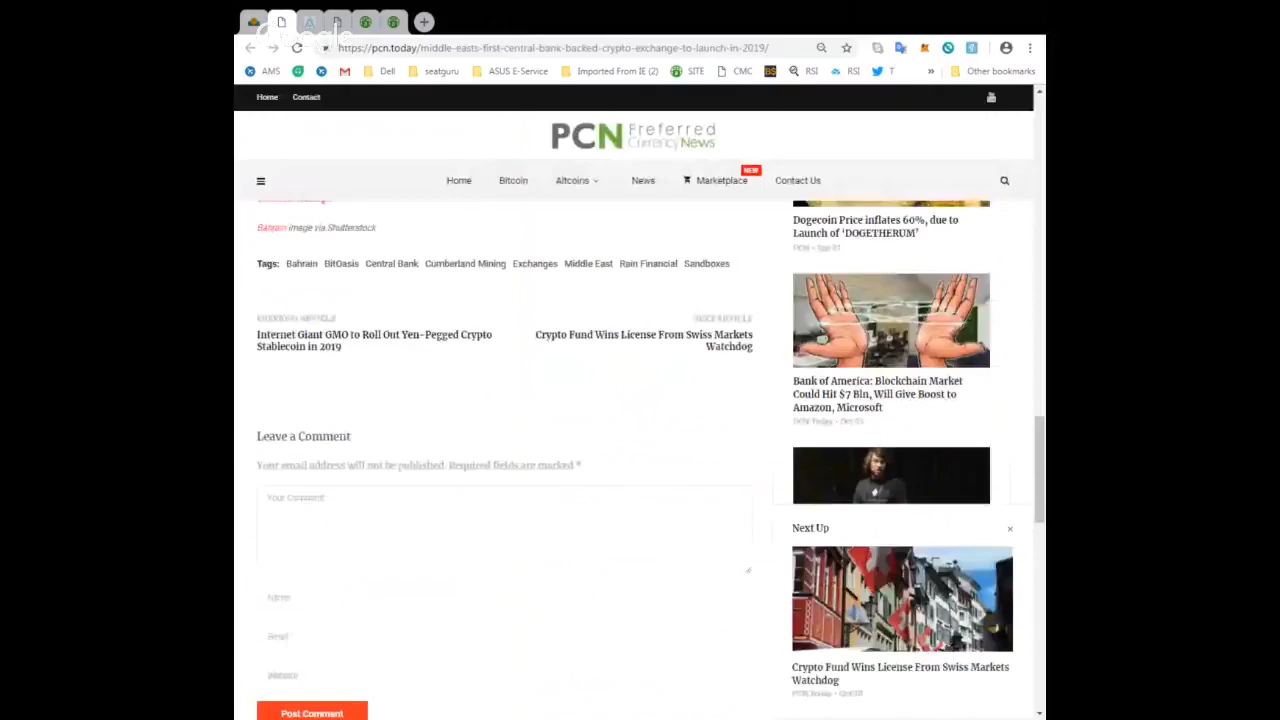 Google
https://pcn.today/middle-easts-first-central-bank-backed-crypto-exchange-to-launch-in-2019/
AMS
Dell
seatguru
ASUS E-Service
Imported From IE (2)
SITE
CMC
BS
RSI
RSI
T
»
Other bookmarks
Home
Contact
PCN Preferred
CurrencyNews
Home
Bitcoin
Altcoins
News
Marketplace
NEW
Contact Us
Bahrain image via Shutterstock
Tags: Bahrain BitOasis Central Bank Cumberland Mining Exchanges Middle East Rain Financial Sandboxes
Internet Giant GMO to Roll Out Yen-Pegged Crypto
Stablecoin in 2019
Crypto Fund Wins License From Swiss Markets
Watchdog
Leave a Comment
Your email address will not be published. Required fields are marked *
Your Comment
Name
Email
Website
Post Comment
Dogecoin Price inflates 60%, due to
Launch of ‘DOGETHERUM’
Bank of America: Blockchain Market
Could Hit $7 Bln, Will Give Boost to
Amazon, Microsoft
Next Up
×
Crypto Fund Wins License From Swiss Markets
Watchdog